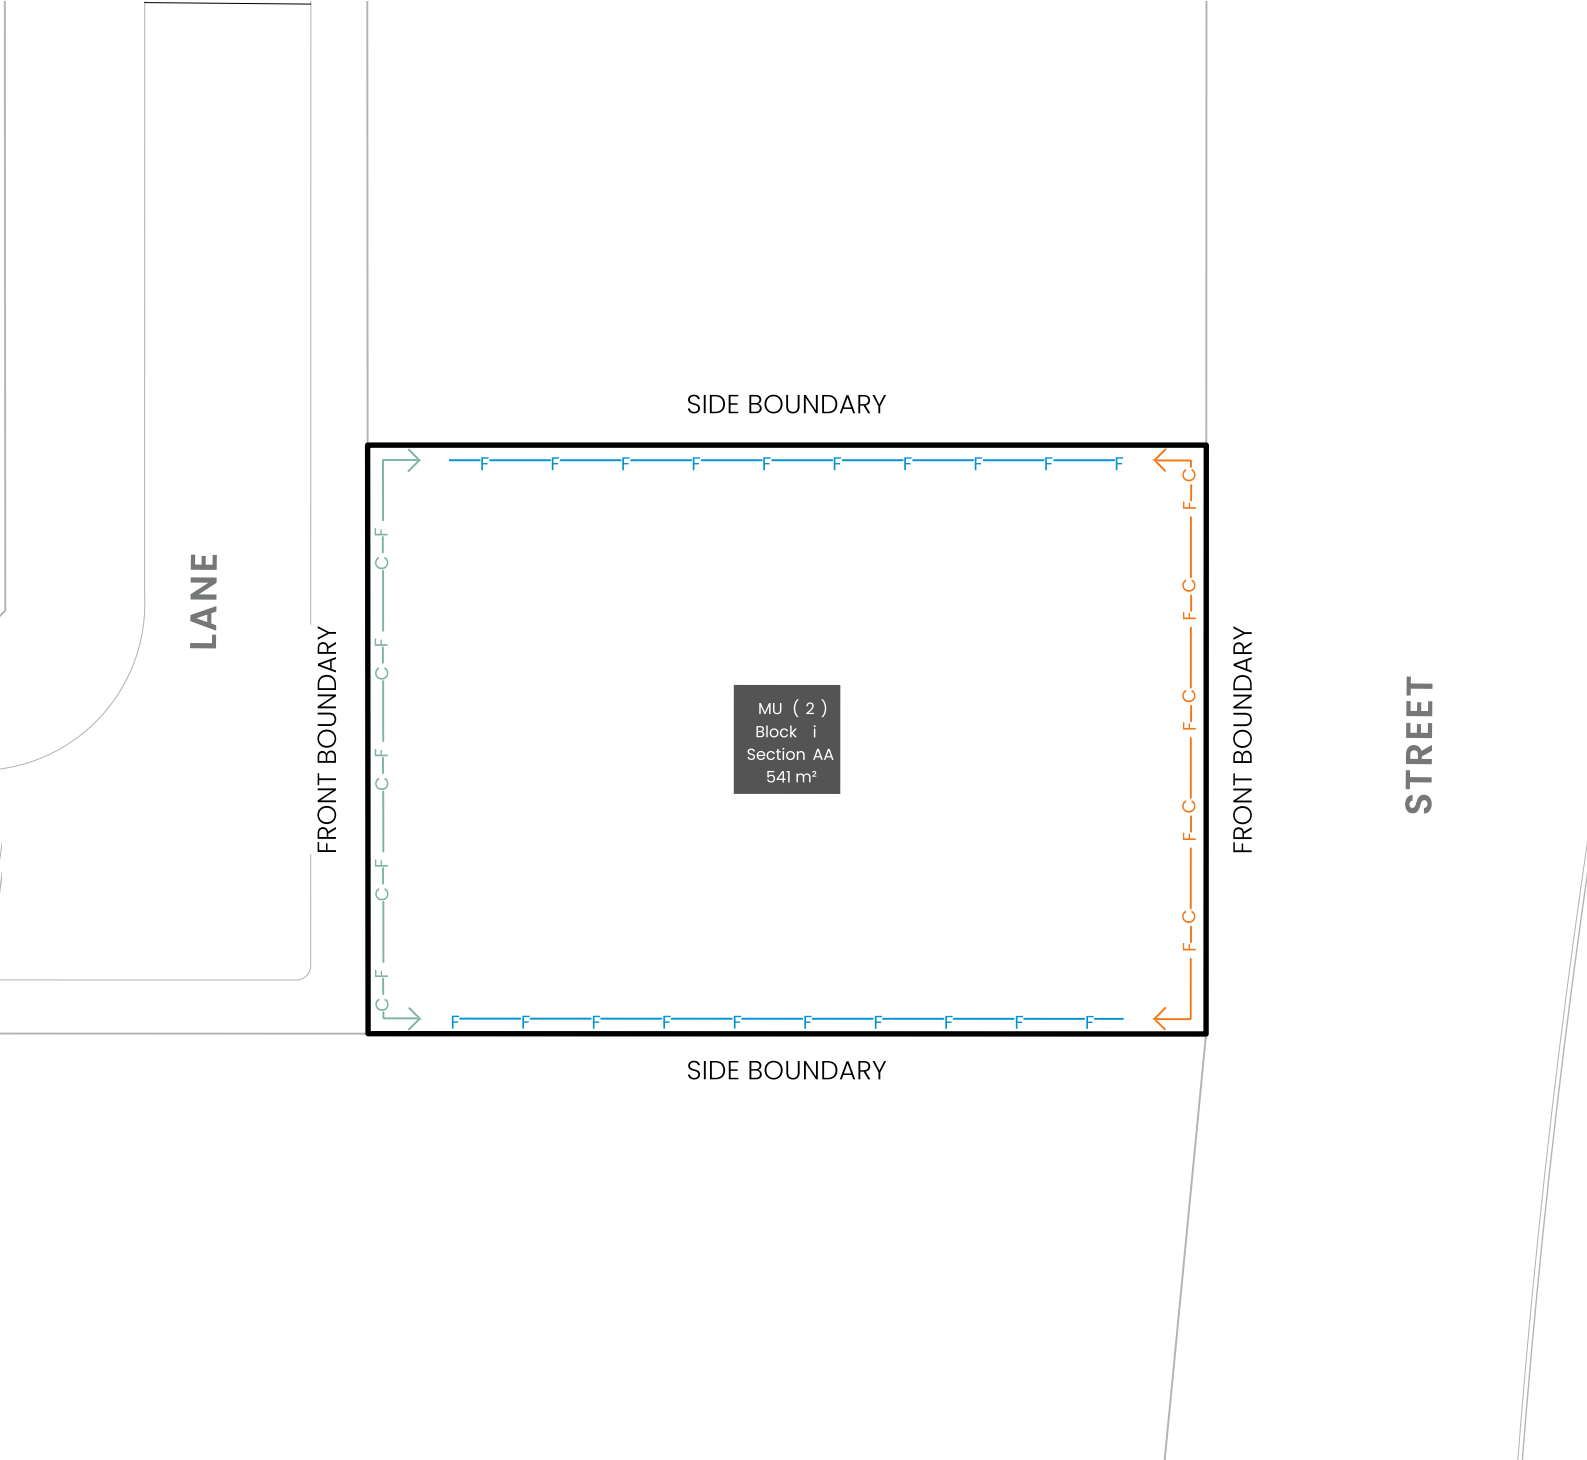 SIDE BOUNDARY
F F F F F F F F F F
F C F C F C F C F C
C F C F C F C F C F
LANE
FRONT BOUNDARY
MU ( 2 )
Block i
Section AA
541 m²
FRONT BOUNDARY
STREET
F F F F F F F F F F
SIDE BOUNDARY